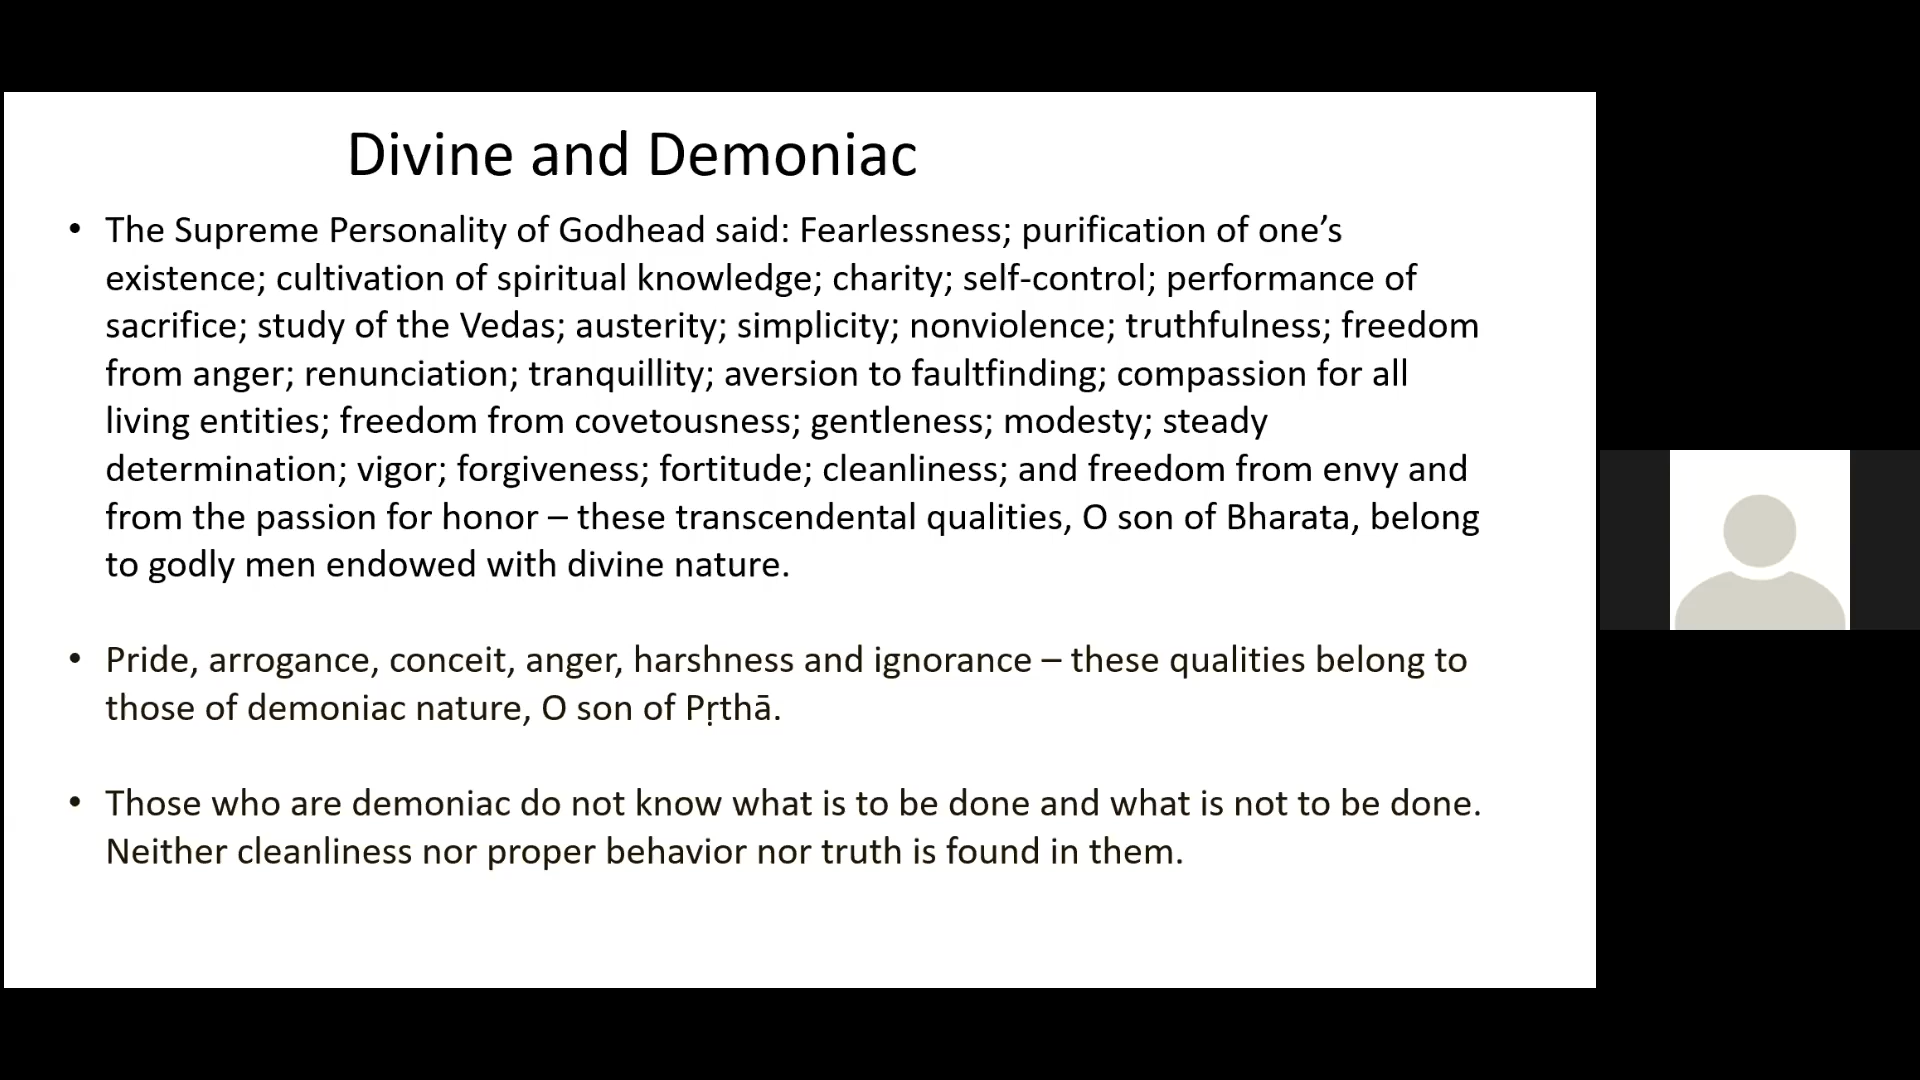 Divine and Demoniac
• The Supreme Personality of Godhead said: Fearlessness; purification of one’s
existence; cultivation of spiritual knowledge; charity; self-control; performance of
sacrifice; study of the Vedas; austerity; simplicity; nonviolence; truthfulness; freedom
from anger; renunciation; tranquillity; aversion to faultfinding; compassion for all
living entities; freedom from covetousness; gentleness; modesty; steady
determination; vigor; forgiveness; fortitude; cleanliness; and freedom from envy and
from the passion for honor – these transcendental qualities, O son of Bharata, belong
to godly men endowed with divine nature.
• Pride, arrogance, conceit, anger, harshness and ignorance – these qualities belong to
those of demoniac nature, O son of Pṛthā.
• Those who are demoniac do not know what is to be done and what is not to be done.
Neither cleanliness nor proper behavior nor truth is found in them.